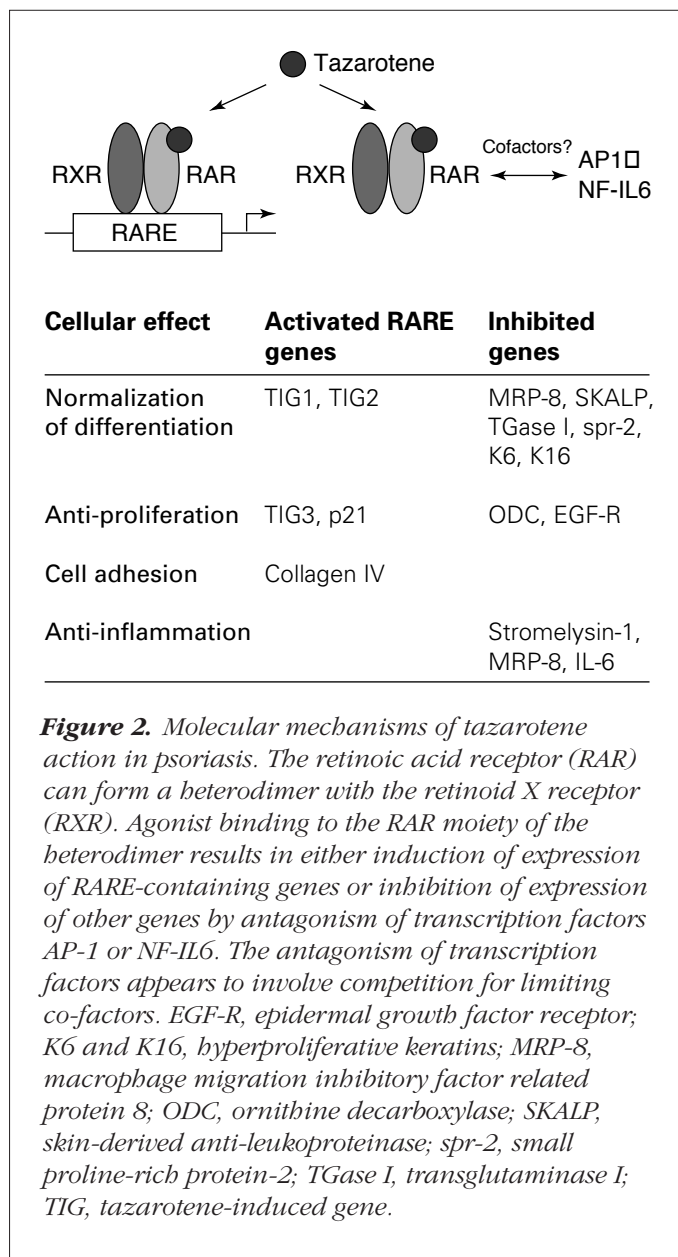 Tazarotene
RXR RAR
RARE
RXR RAR
Cofactors?
AP1□
NF-IL6
Cellular effect Activated RARE Inhibited
genes genes
Normalization TIG1, TIG2 MRP-8, SKALP,
of differentiation TGase I, spr-2,
K6, K16
Anti-proliferation TIG3, p21 ODC, EGF-R
Cell adhesion Collagen IV
Anti-inflammation Stromelysin-1,
MRP-8, IL-6
Figure 2. Molecular mechanisms of tazarotene
action in psoriasis. The retinoic acid receptor (RAR)
can form a heterodimer with the retinoid X receptor
(RXR). Agonist binding to the RAR moiety of the
heterodimer results in either induction of expression
of RARE-containing genes or inhibition of expression
of other genes by antagonism of transcription factors
AP-1 or NF-IL6. The antagonism of transcription
factors appears to involve competition for limiting
co-factors. EGF-R, epidermal growth factor receptor;
K6 and K16, hyperproliferative keratins; MRP-8,
macrophage migration inhibitory factor related
protein 8; ODC, ornithine decarboxylase; SKALP,
skin-derived anti-leukoproteinase; spr-2, small
proline-rich protein-2; TGase I, transglutaminase I;
TIG, tazarotene-induced gene.